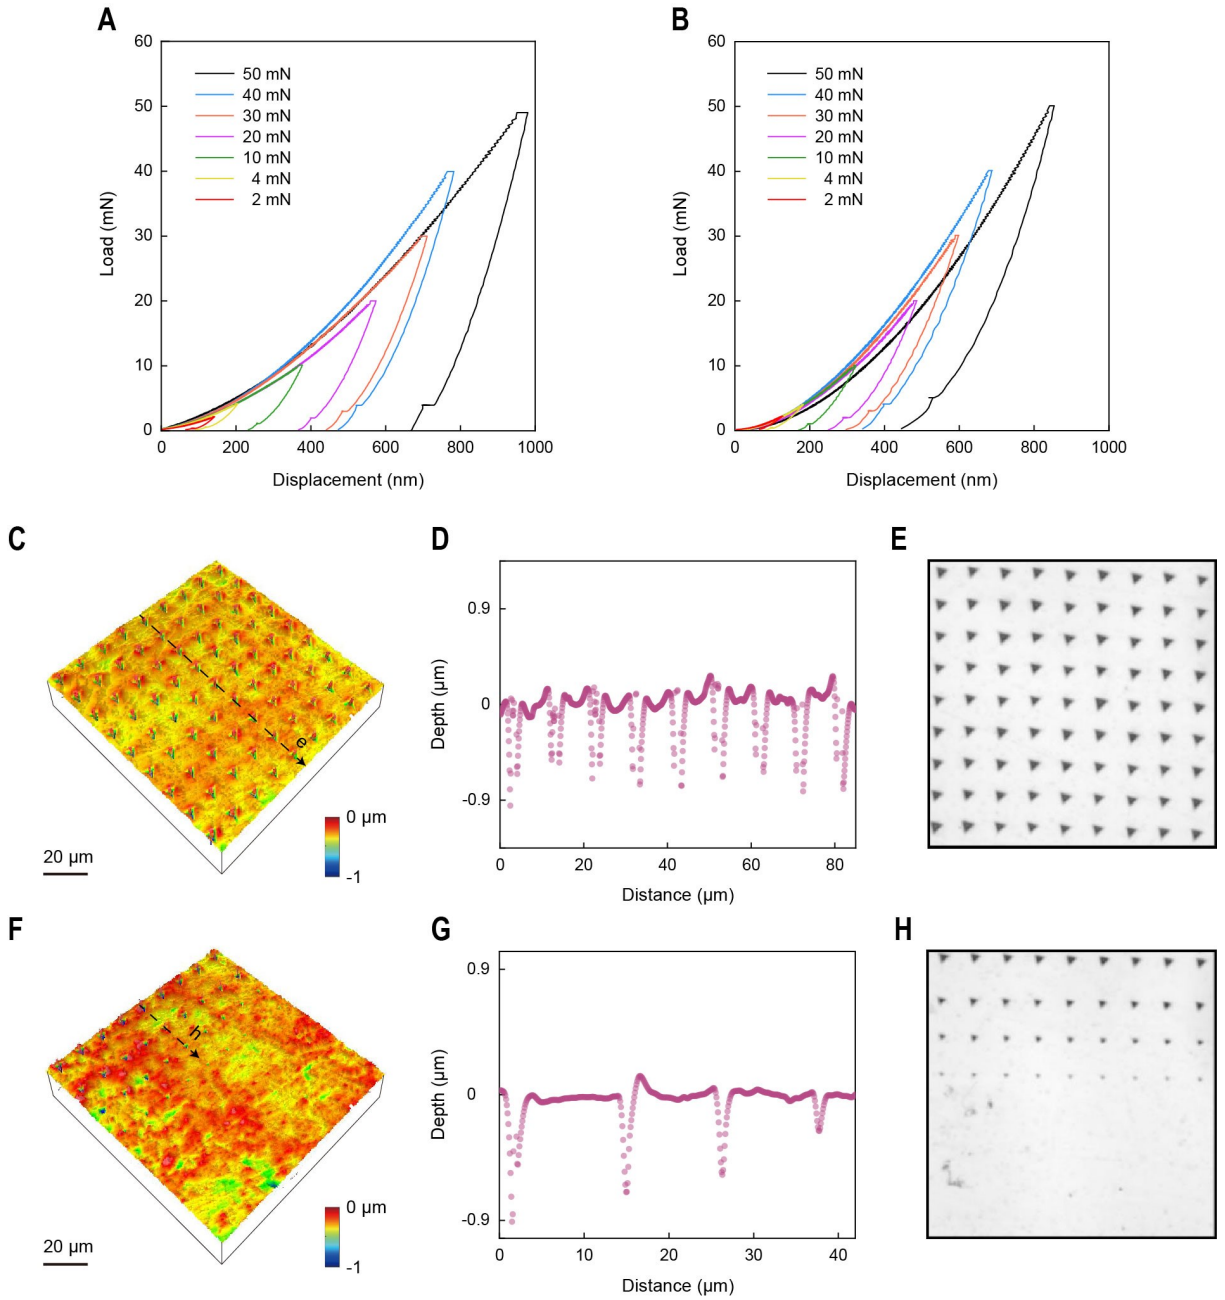 A
60
50
40
30
20
10
0
Load (mN)
50 mN
40 mN
30 mN
20 mN
10 mN
4 mN
2 mN
0
200
400
600
800
1000
Displacement (nm)
B
60
50
40
30
20
10
0
Load (mN)
50 mN
40 mN
30 mN
20 mN
10 mN
4 mN
2 mN
0
200
400
600
800
1000
Displacement (nm)
C
e
0 μm
-1
20 μm
D
0.9
0
-0.9
Depth (μm)
0
20
40
60
80
Distance (μm)
E
F
h
0 μm
-1
20 μm
G
0.9
0
-0.9
Depth (μm)
0
10
20
30
40
Distance (μm)
H